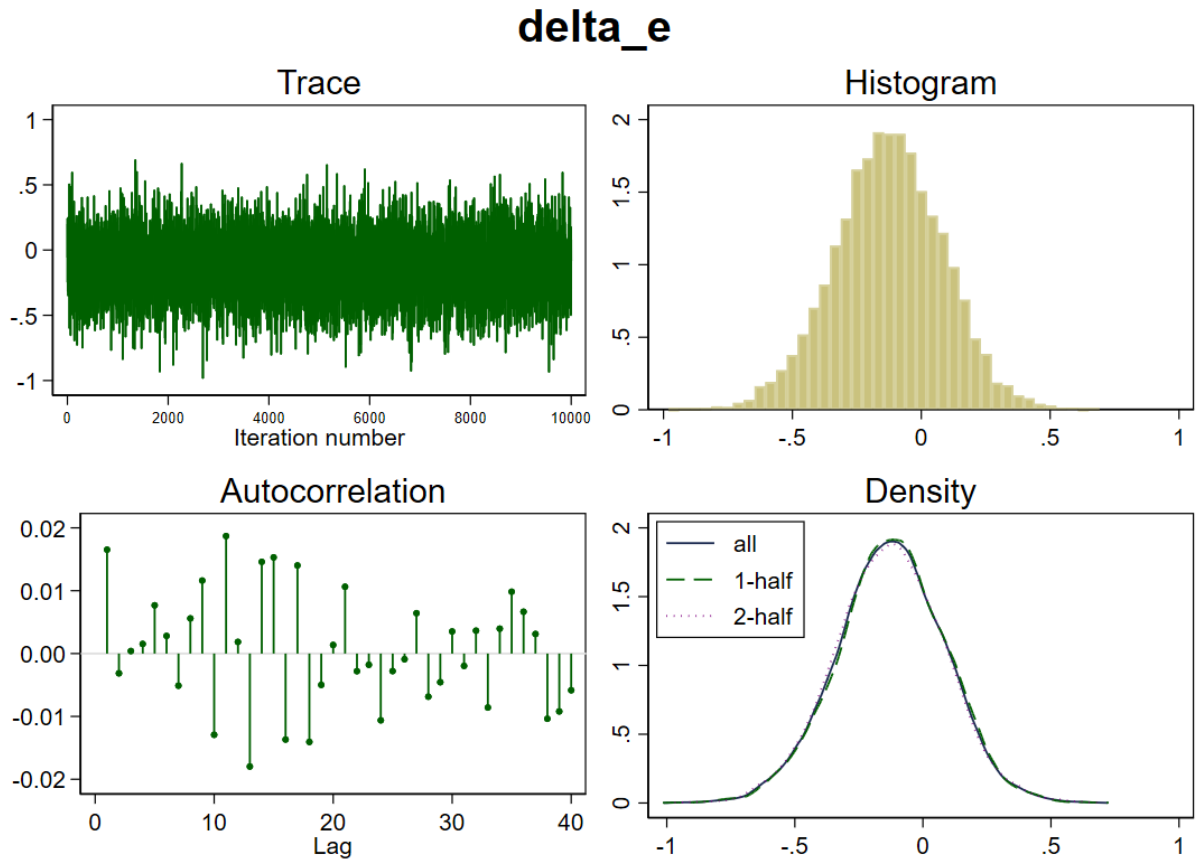 delta_e
Trace
1
.5
0
-.5
-1
0 2000 4000 6000 8000 10000
Iteration number
Histogram
2
1.5
1
.5
0
-1 -.5 0 .5 1
Autocorrelation
0.02
0.01
0.00
-0.01
-0.02
0 10 20 30 40
Lag
Density
all
1-half
2-half
2
1.5
1
.5
0
-1 -.5 0 .5 1